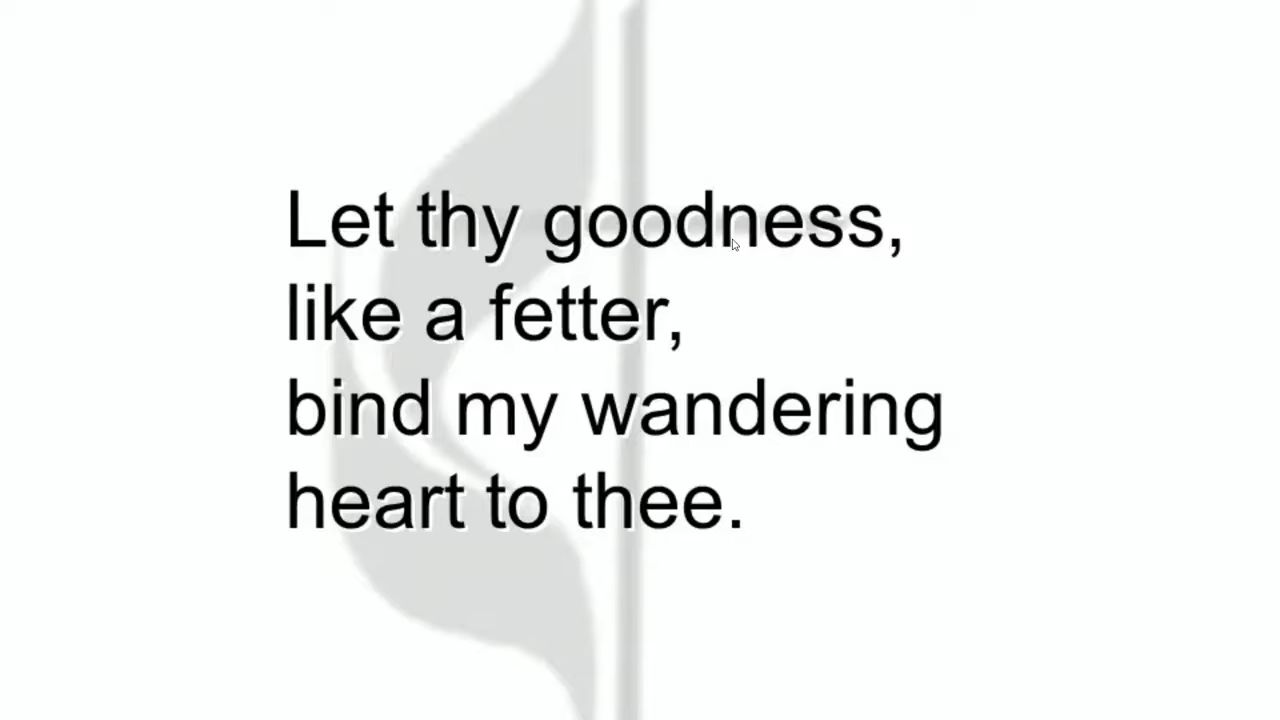 Let thy goodness,
like a fetter,
bind my wandering
heart to thee.